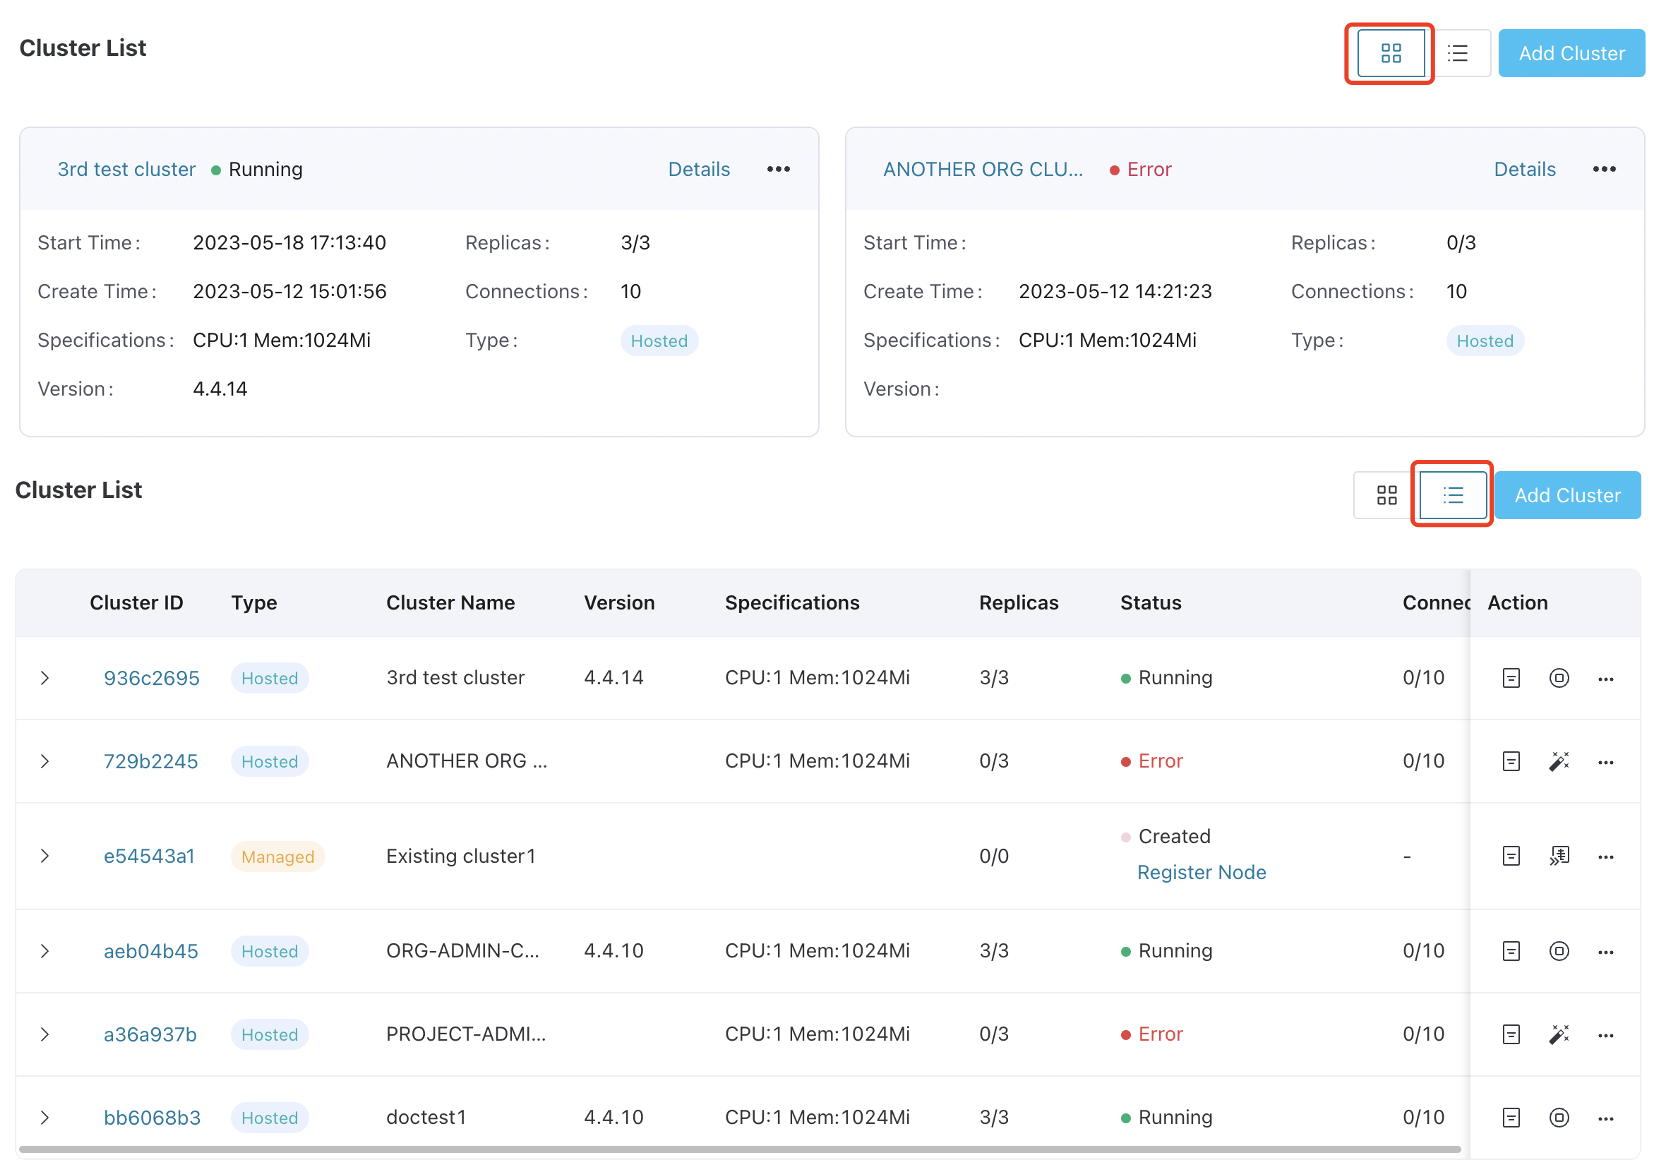 Cluster List
Add Cluster
3rd test cluster Running Details •••
ANOTHER ORG CLU... Error Details •••
Start Time: 2023-05-18 17:13:40 Replicas: 3/3
Create Time: 2023-05-12 15:01:56 Connections: 10
Specifications: CPU:1 Mem:1024Mi Type: Hosted
Version: 4.4.14
Start Time: Replicas: 0/3
Create Time: 2023-05-12 14:21:23 Connections: 10
Specifications: CPU:1 Mem:1024Mi Type: Hosted
Version:
Cluster List
Add Cluster
Cluster ID Type Cluster Name Version Specifications Replicas Status Connec Action
936c2695 Hosted 3rd test cluster 4.4.14 CPU:1 Mem:1024Mi 3/3 Running 0/10 ...
729b2245 Hosted ANOTHER ORG ... CPU:1 Mem:1024Mi 0/3 Error 0/10 ...
e54543a1 Managed Existing cluster1 0/0 Created - ...
Register Node
aeb04b45 Hosted ORG-ADMIN-C... 4.4.10 CPU:1 Mem:1024Mi 3/3 Running 0/10 ...
a36a937b Hosted PROJECT-ADMI... CPU:1 Mem:1024Mi 0/3 Error 0/10 ...
bb6068b3 Hosted doctest1 4.4.10 CPU:1 Mem:1024Mi 3/3 Running 0/10 ...